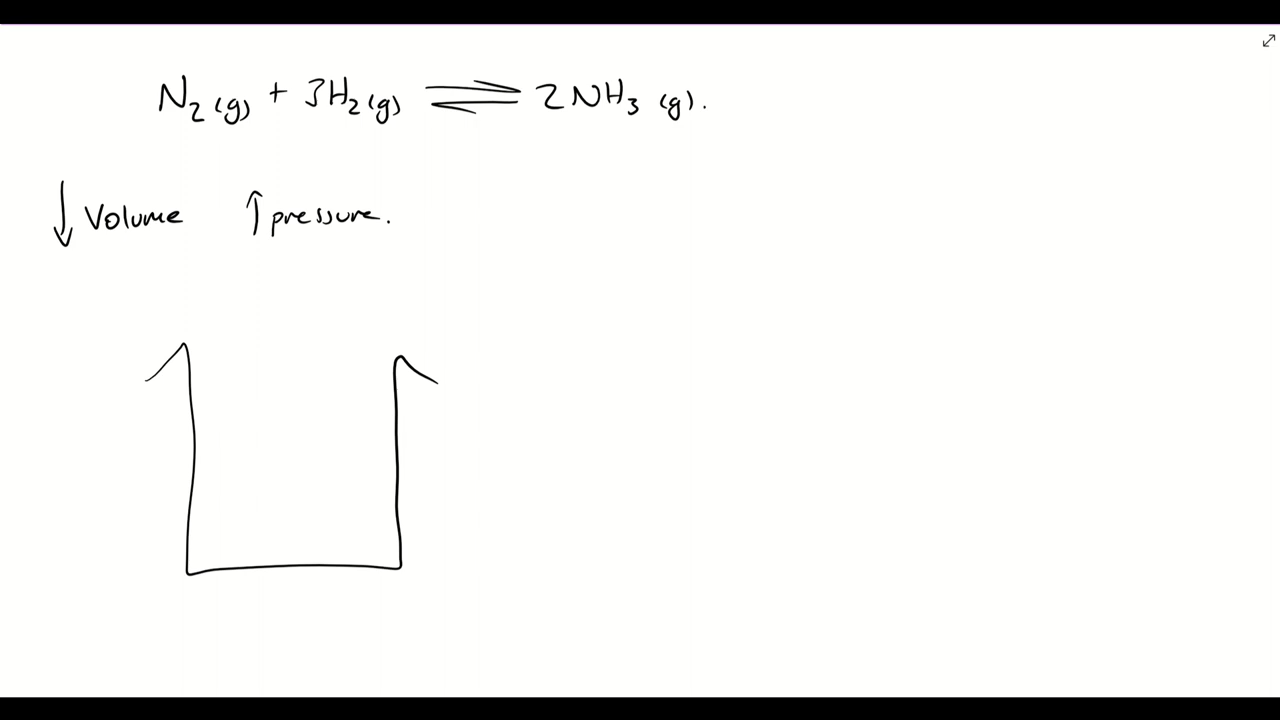 N₂(g) + 3H₂(g) ⇌ 2NH₃(g).
↓ Volume ↑ pressure.